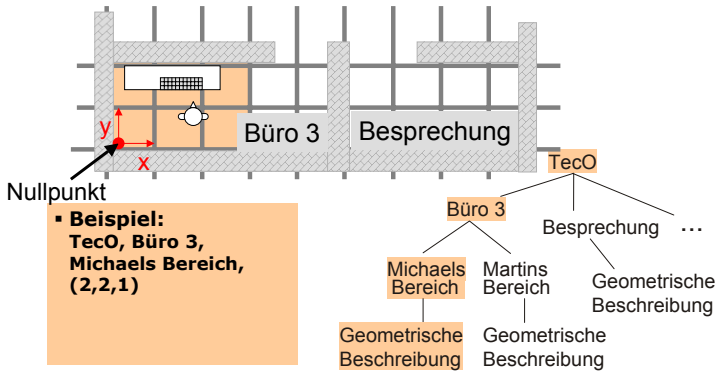 Büro 3
Besprechung
y
x
Nullpunkt
▪ Beispiel:
TecO, Büro 3,
Michaels Bereich,
(2,2,1)
TecO
Büro 3
Besprechung
...
Michaels
Bereich
Martins
Bereich
Geometrische
Beschreibung
Geometrische
Beschreibung
Geometrische
Beschreibung